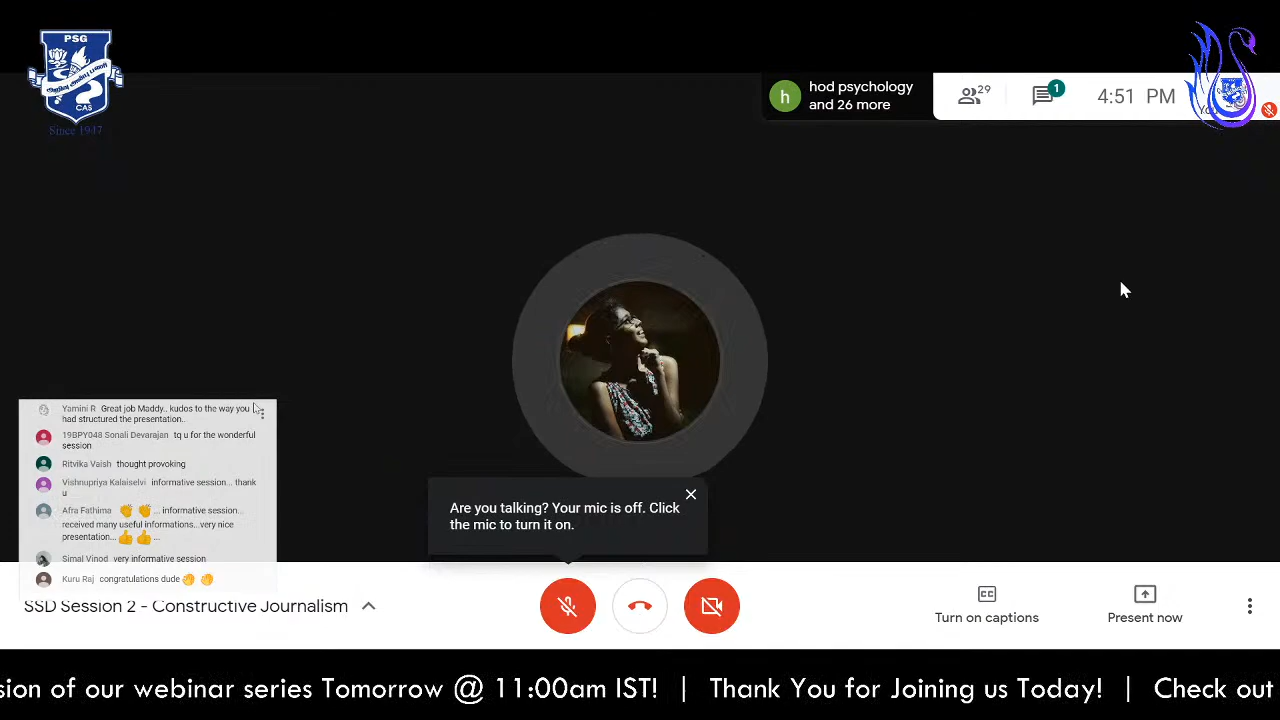 PSG
CAS
Since 1947
h
hod psychology
and 26 more
29
1
4:51 PM
Yamini R Great job Maddy.. kudos to the way you
had structured the presentation..
19BPY048 Sonali Devarajan tq u for the wonderful
session
Ritvika Vaish thought provoking
Vishnupriya Kalaiselvi informative session... thank
u
Afra Fathima 👏 👏 ... informative session...
received many useful informations...very nice
presentation...👍 👍 ...
Simal Vinod very informative session
Kuru Raj congratulations dude 👏 👏
Are you talking? Your mic is off. Click
the mic to turn it on.
SSD Session 2 - Constructive Journalism
CC
Turn on captions
Present now
sion of our webinar series Tomorrow @ 11:00am IST! | Thank You for Joining us Today! | Check out